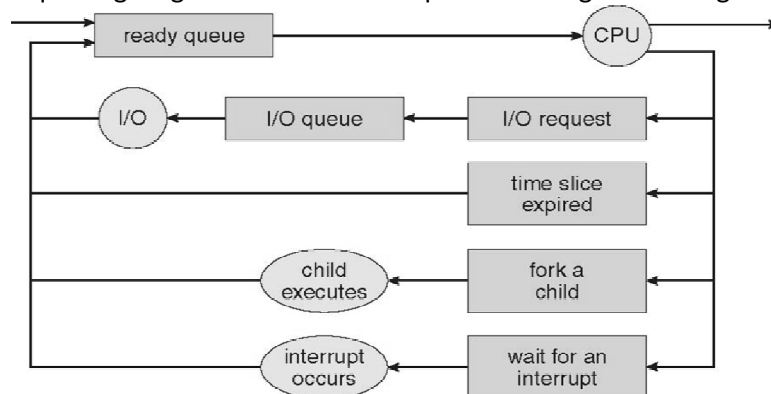 ready queue
CPU
I/O
I/O queue
I/O request
time slice
expired
child
executes
fork a
child
interrupt
occurs
wait for an
interrupt